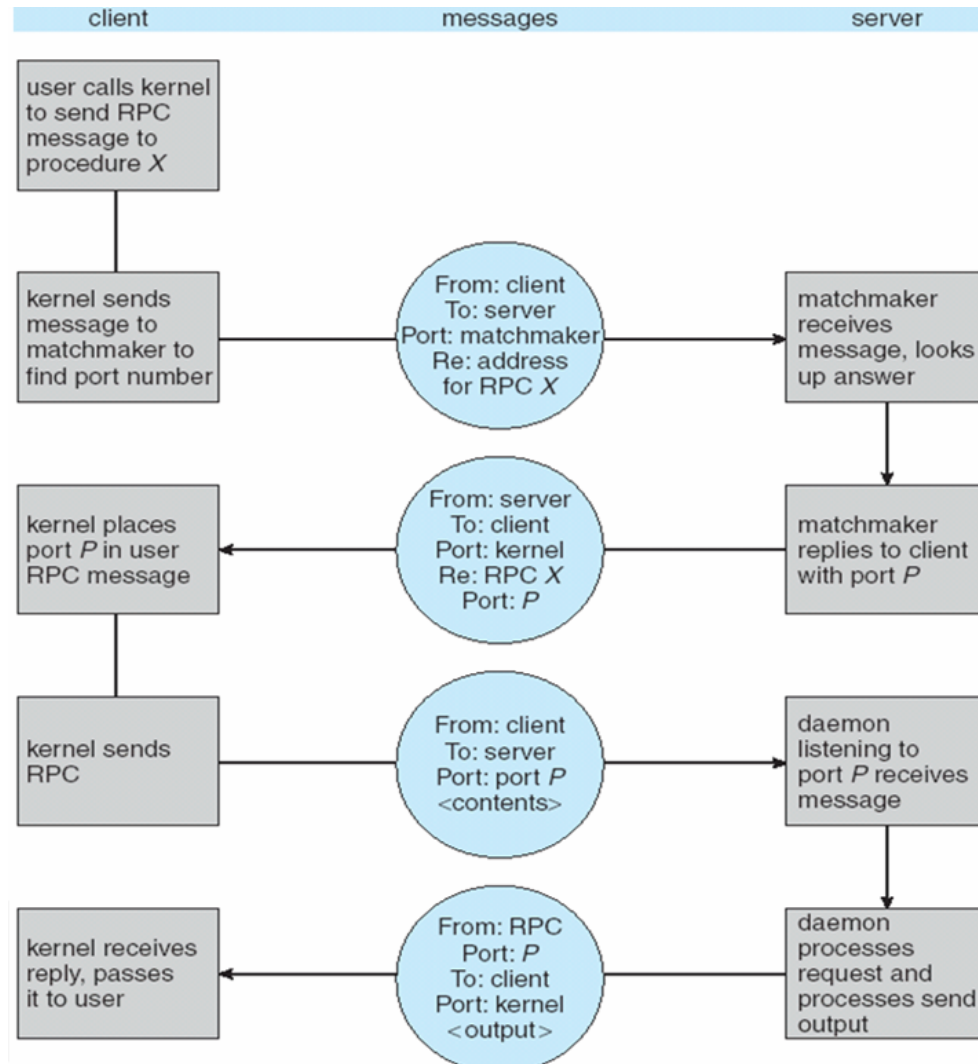 client
messages
server
user calls kernel
to send RPC
message to
procedure X
kernel sends
message to
matchmaker to
find port number
From: client
To: server
Port: matchmaker
Re: address
for RPC X
matchmaker
receives
message, looks
up answer
kernel places
port P in user
RPC message
From: server
To: client
Port: kernel
Re: RPC X
Port: P
matchmaker
replies to client
with port P
kernel sends
RPC
From: client
To: server
Port: port P
<contents>
daemon
listening to
port P receives
message
kernel receives
reply, passes
it to user
From: RPC
Port: P
To: client
Port: kernel
<output>
daemon
processes
request and
processes send
output